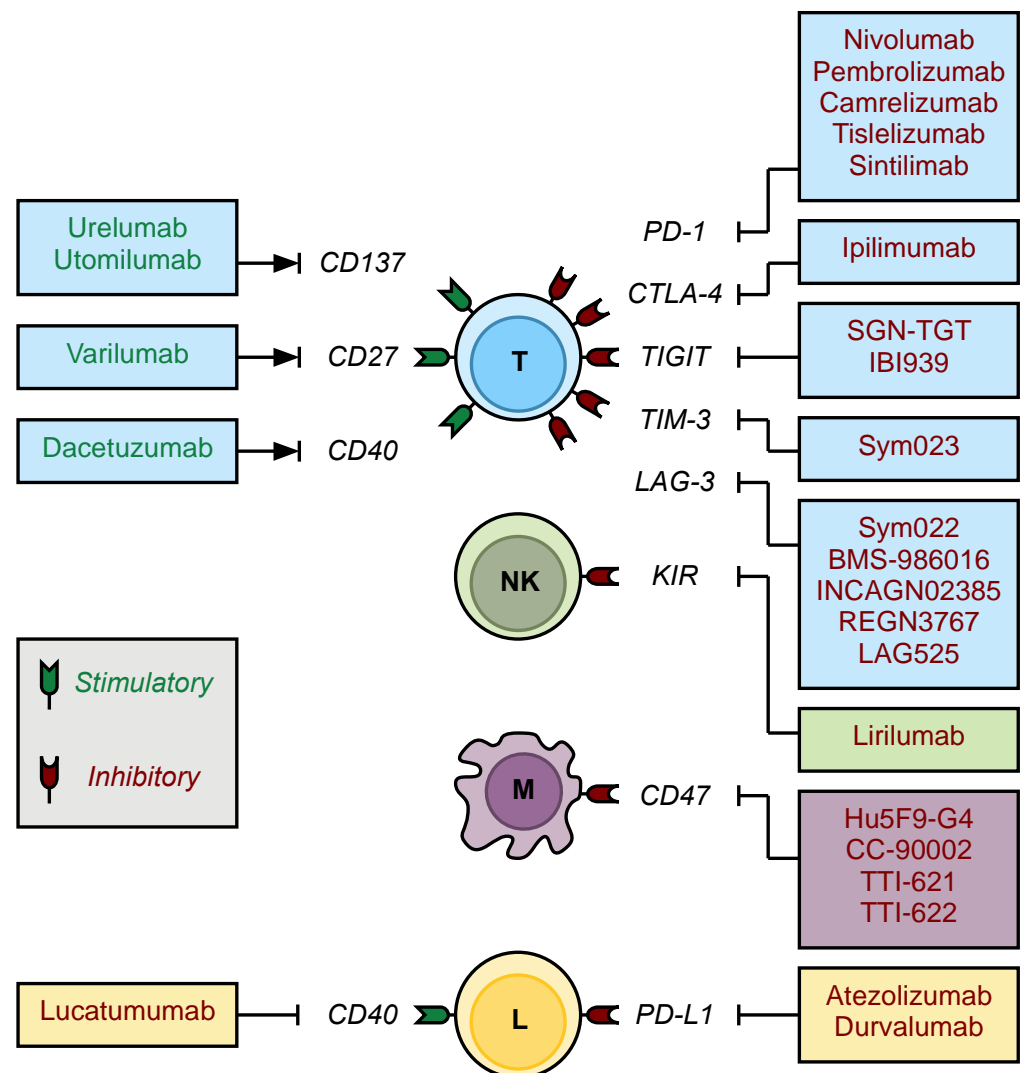 Nivolumab
Pembrolizumab
Camrelizumab
Tislelizumab
Sintilimab
Urelumab
Utomilumab
CD137
PD-1
CTLA-4
Ipilimumab
Varilumab
CD27
T
TIGIT
SGN-TGT
IBI939
Dacetuzumab
CD40
TIM-3
Sym023
LAG-3
Sym022
BMS-986016
INCAGN02385
REGN3767
LAG525
NK
KIR
Lirilumab
Stimulatory
Inhibitory
M
CD47
Hu5F9-G4
CC-90002
TTI-621
TTI-622
Lucatumumab
CD40
L
PD-L1
Atezolizumab
Durvalumab